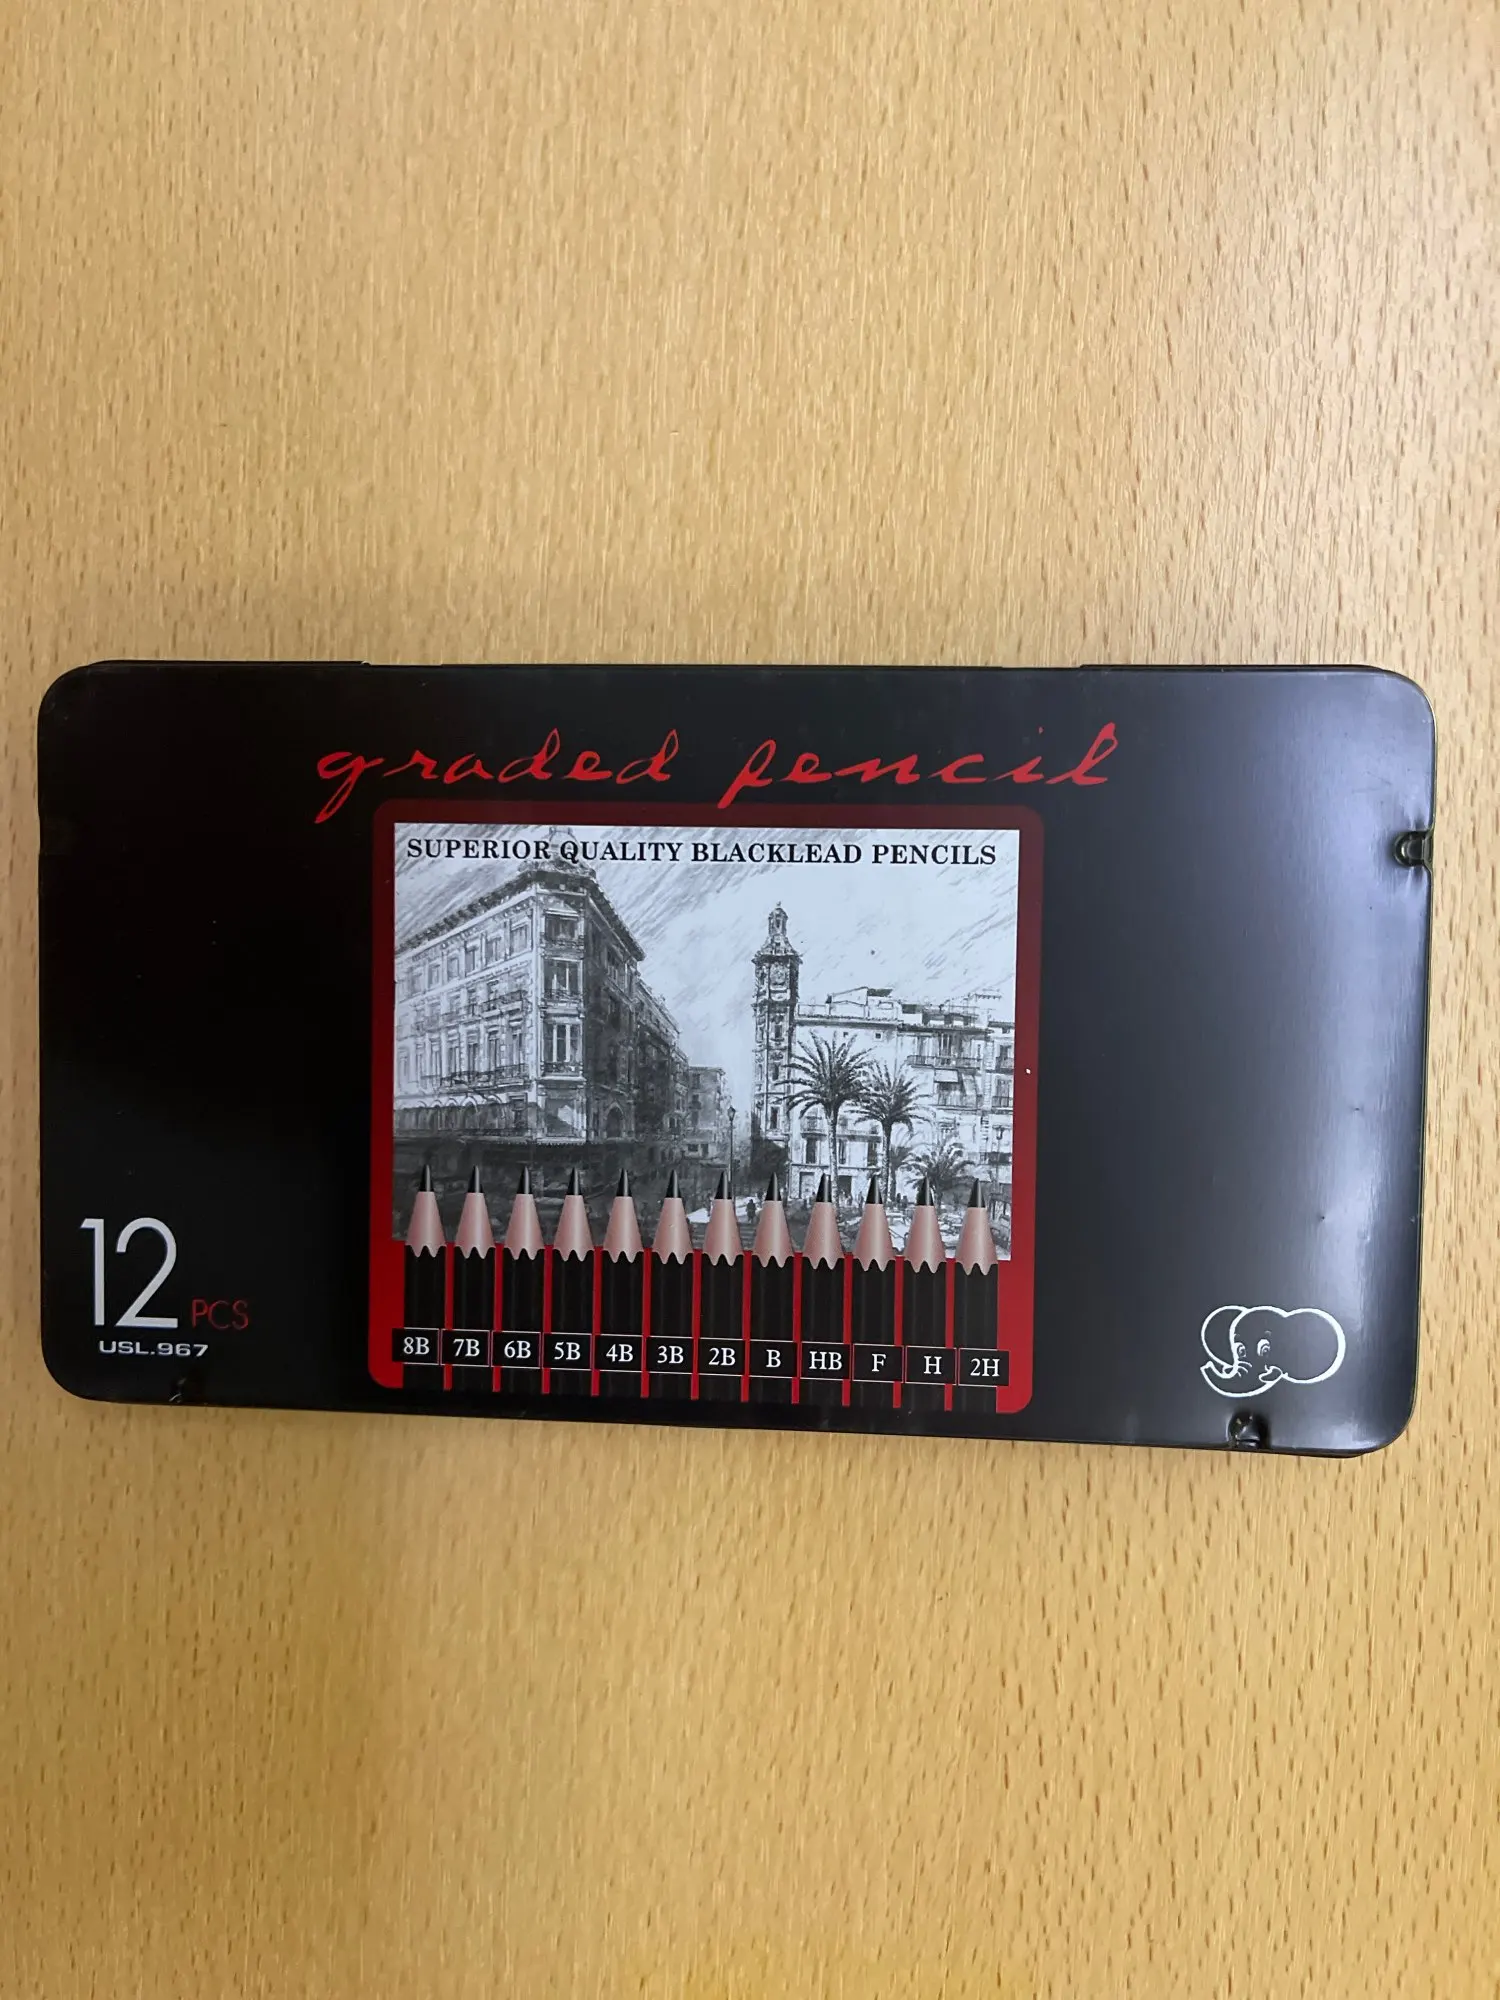 graded pencil
SUPERIOR QUALITY BLACKLEAD PENCILS
12 PCS
USL.967
8B 7B 6B 5B 4B 3B 2B B HB F H 2H